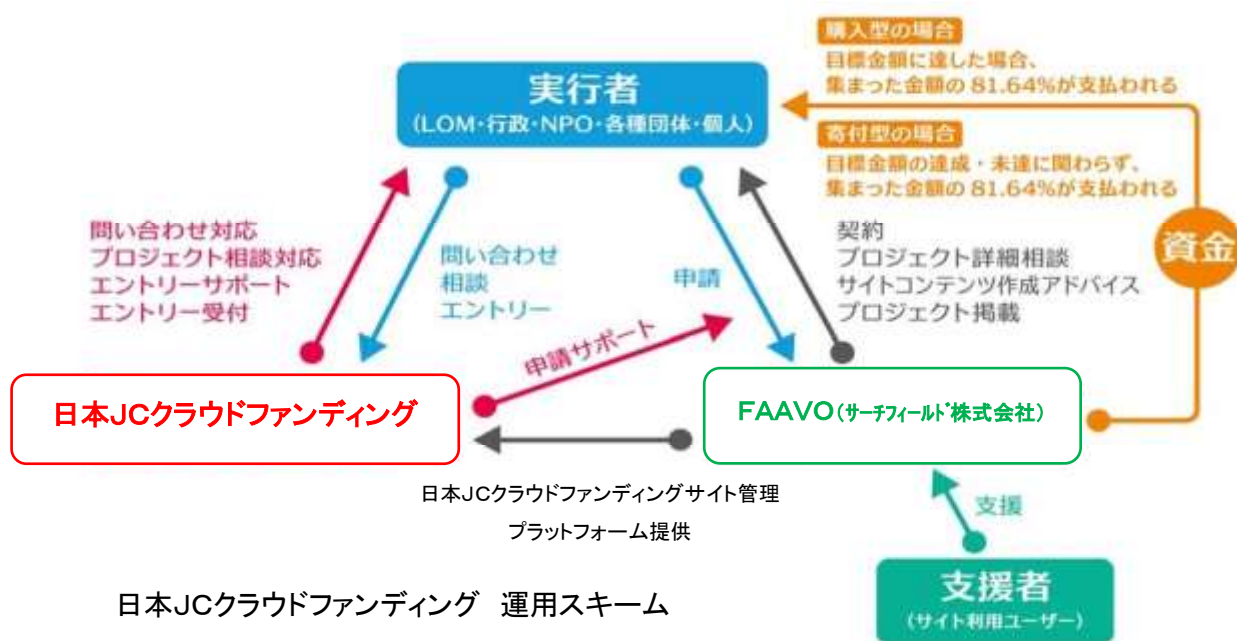 購入型の場合
目標金額に達した場合、
集まった金額の 81.64%が支払われる
実行者
(LOM・行政・NPO・各種団体・個人)
寄付型の場合
目標金額の達成・未達に関わらず、
集まった金額の 81.64%が支払われる
資金
問い合わせ対応
プロジェクト相談対応
エントリーサポート
エントリー受付
問い合わせ
相談
エントリー
申請
契約
プロジェクト詳細相談
サイトコンテンツ作成アドバイス
プロジェクト掲載
申請サポート
日本JCクラウドファンディング
FAAVO(サーチフィールド株式会社)
日本JCクラウドファンディングサイト管理
プラットフォーム提供
支援
支援者
(サイト利用ユーザー)
日本JCクラウドファンディング 運用スキーム